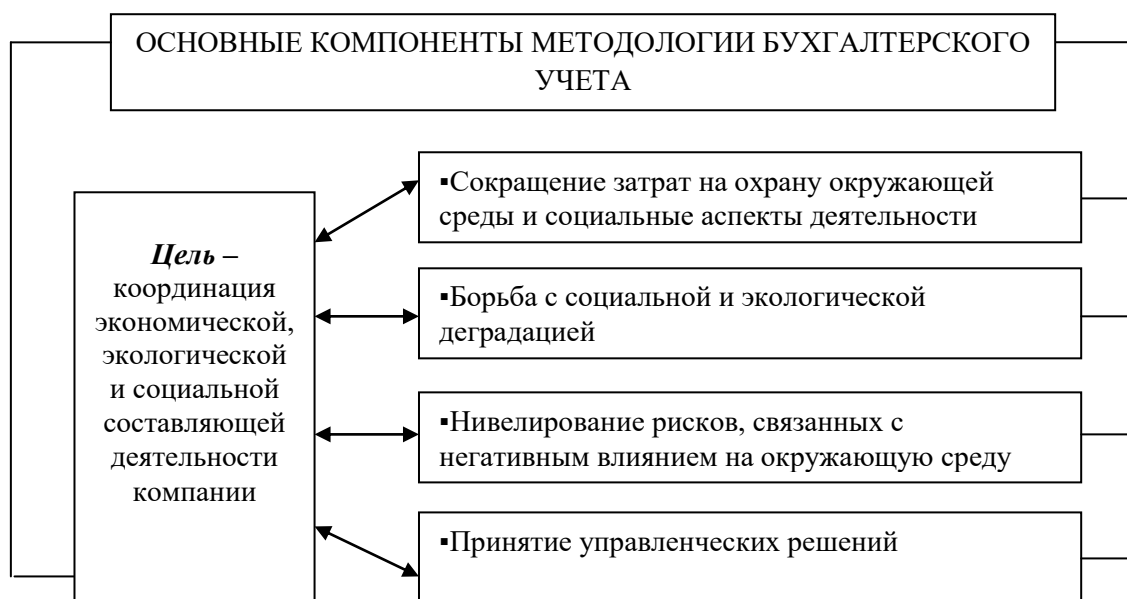 ОСНОВНЫЕ КОМПОНЕНТЫ МЕТОДОЛОГИИ БУХГАЛТЕРСКОГО
УЧЕТА
Цель –
координация
экономической,
экологической
и социальной
составляющей
деятельности
компании
▪Сокращение затрат на охрану окружающей
среды и социальные аспекты деятельности
▪Борьба с социальной и экологической
деградацией
▪Нивелирование рисков, связанных с
негативным влиянием на окружающую среду
▪Принятие управленческих решений